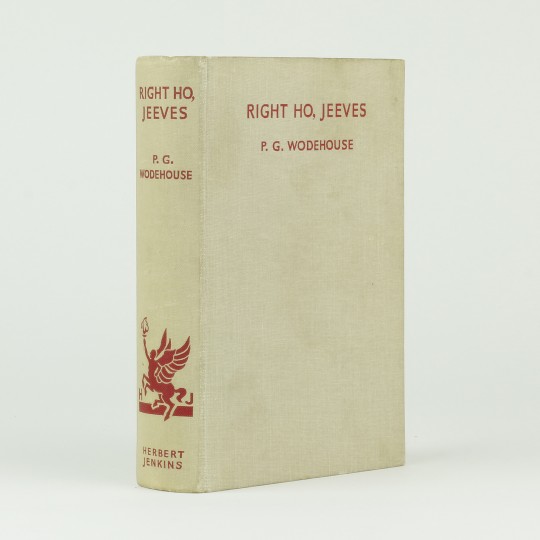 RIGHT HO,
JEEVES
P. G.
WODEHOUSE
H J
HERBERT
JENKINS
RIGHT HO, JEEVES
P. G. WODEHOUSE